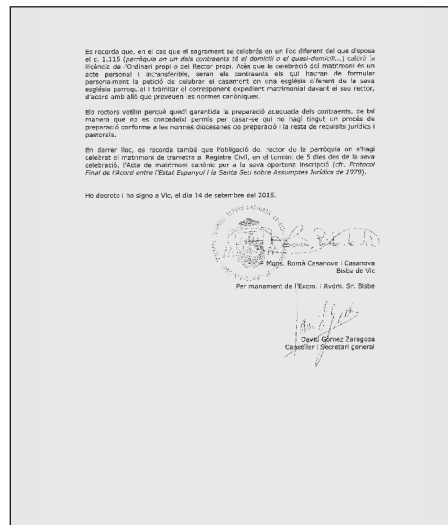 Es recorda que, en el cas que el sagrament se celebràs en un lloc diferent del que disposa
el c. 1.115 (parròquia on un dels contraents té el domicili o el quasi-domicili...) caldrà la
llicència de l'Ordinari propi o del Rector propi. Atès que la celebració del matrimoni és un
acte personal i intransferible, seran els contraents els qui hauran de formular
personalment la petició de celebrar el casament en una església diferent de la seva
església parroquial i tramitar el corresponent expedient matrimonial davant el seu rector,
d'acord amb allò que preveuen les normes canòniques.
Els rectors vetllin perquè quedi garantida la preparació adequada dels contraents, de tal
manera que no es concedeixi permís per casar-se qui no hagi tingut un procés de
preparació conforme a les normes diocesanes de preparació i la resta de requisits jurídics i
pastorals.
En darrer lloc, es recorda també que l'obligació del rector de la parròquia on s'hagi
celebrat el matrimoni de trametre al Registre Civil, en el termini de 5 dies des de la seva
celebració, l'Acta de matrimoni canònic per a la seva oportuna inscripció (cfr. Protocol
Final de l'Acord entre l'Estat Espanyol i la Santa Seu sobre Assumptes Jurídics de 1979).
Ho decreto i ho signo a Vic, el dia 14 de setembre del 2015.
Mons. Romà Casanova i Casanova
Bisbe de Vic
Per manament de l'Excm. i Rvdm. Sr. Bisbe
David Gómez Zaragoza
Canceller i Secretari general